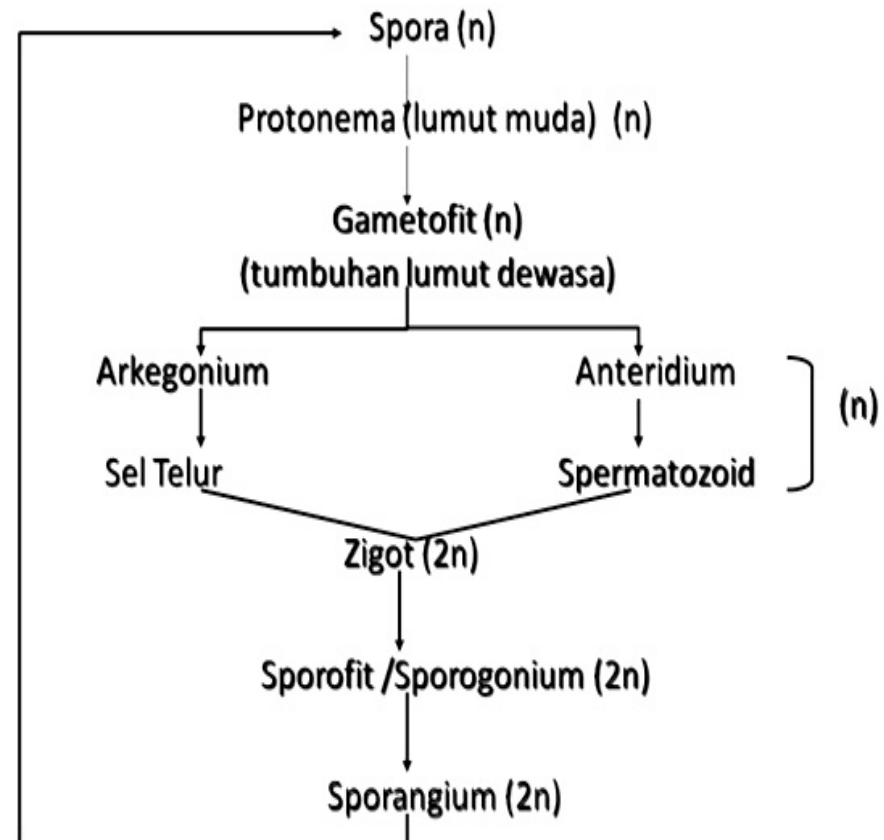 Spora (n)
Protonema (lumut muda) (n)
Gametofit (n)
(tumbuhan lumut dewasa)
Arkegonium
Anteridium
(n)
Sel Telur
Spermatozoid
Zigot (2n)
Sporofit /Sporogonium (2n)
Sporangium (2n)